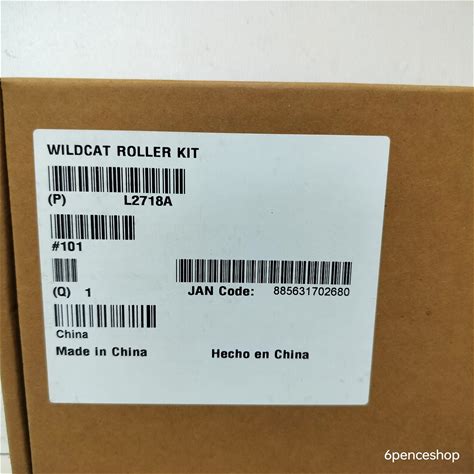 WILDCAT ROLLER KIT
(P) L2718A
#101
(Q) 1 JAN Code: 885631702680
China
Made in China Hecho en China
6penceshop